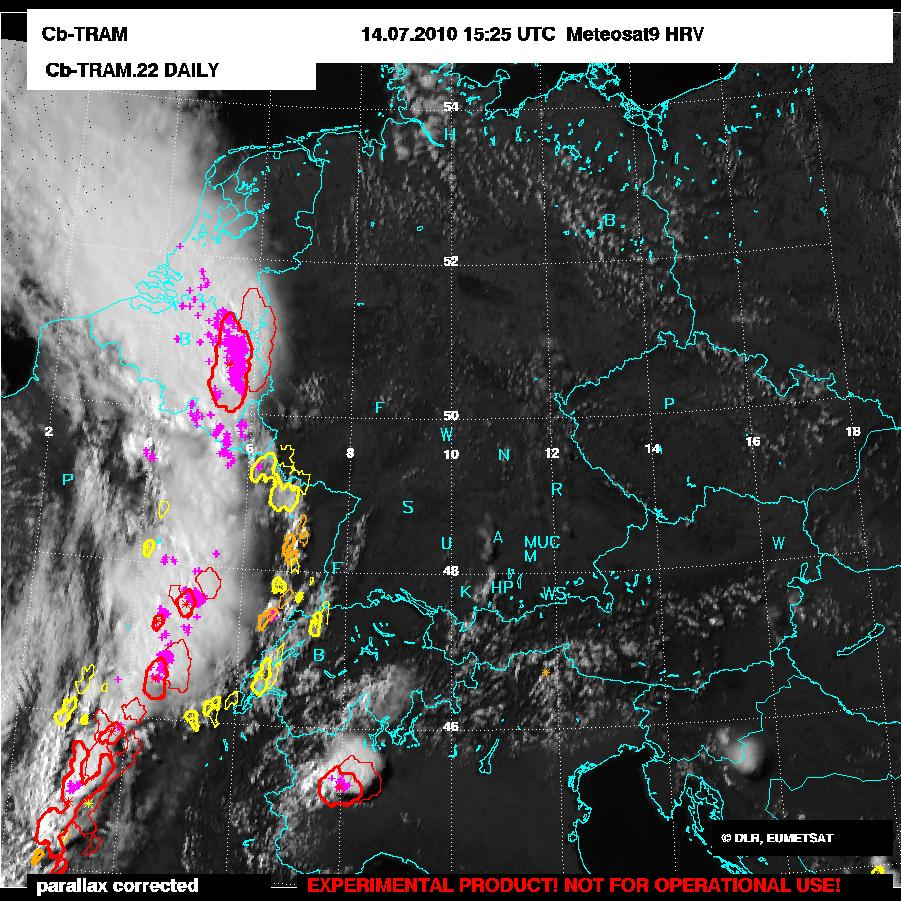 Cb-TRAM 14.07.2010 15:25 UTC Meteosat9 HRV
Cb-TRAM.22 DAILY
54
H
B
A
52
B
F
50
P
2 4 6 8 W 10 N 12 14 16 18
P
R
S
U A MUC W
M
F 48
K HP WS
B
46
© DLR, EUMETSAT
parallax corrected EXPERIMENTAL PRODUCT! NOT FOR OPERATIONAL USE!